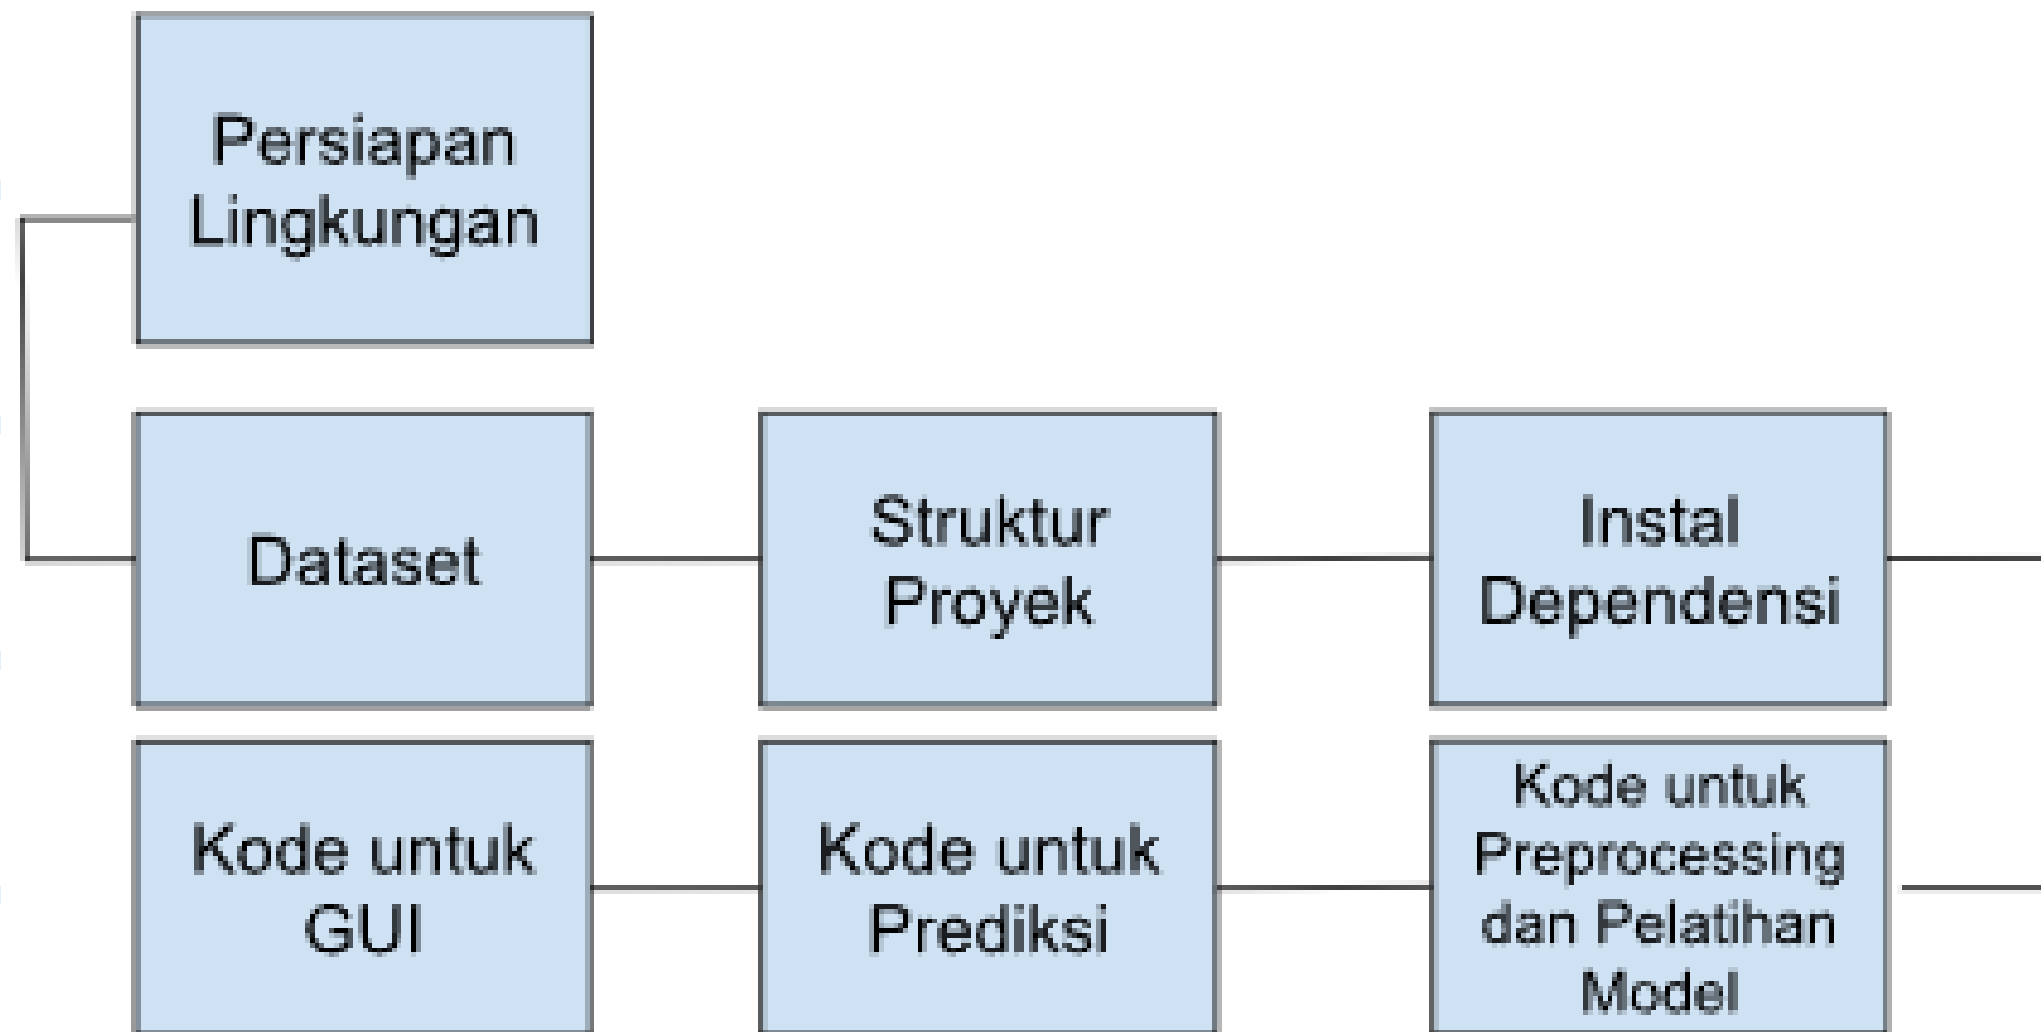 Persiapan
Lingkungan
Dataset
Struktur
Proyek
Instal
Dependensi
Kode untuk
GUI
Kode untuk
Prediksi
Kode untuk
Preprocessing
dan Pelatihan
Model